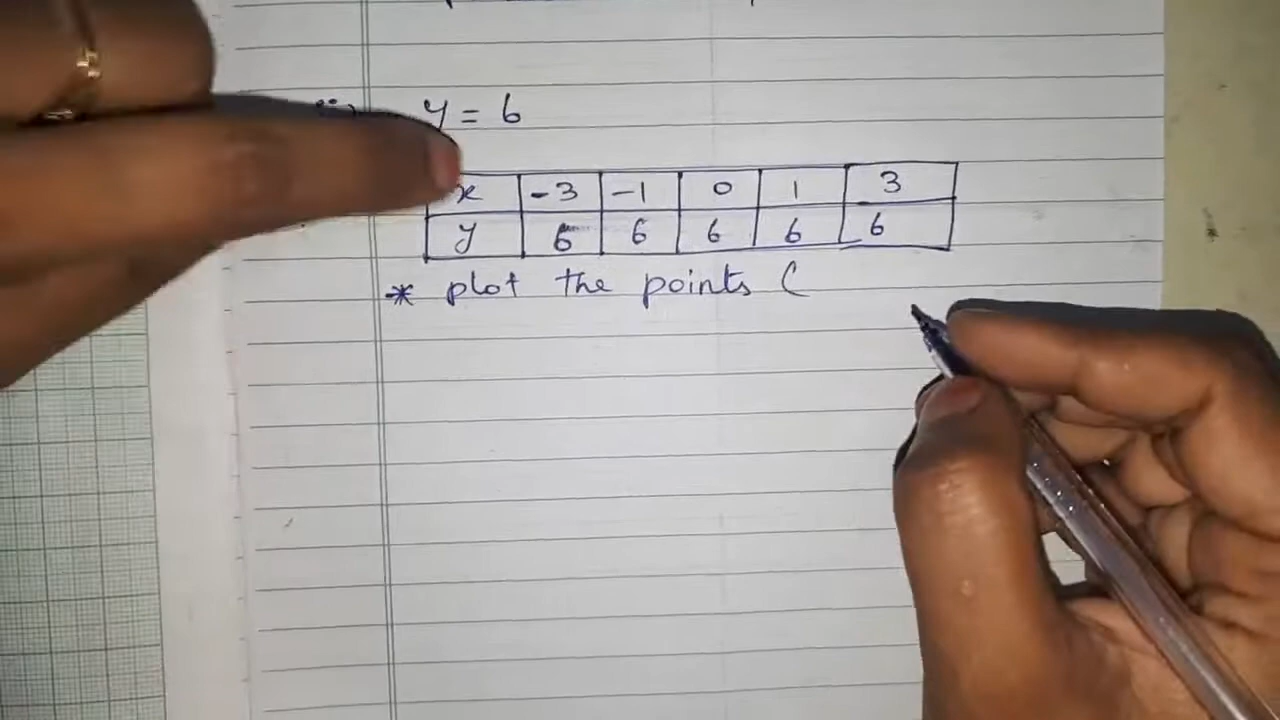 y = 6
x -3 -1 0 1 3
y 6 6 6 6 6
* plot the points (